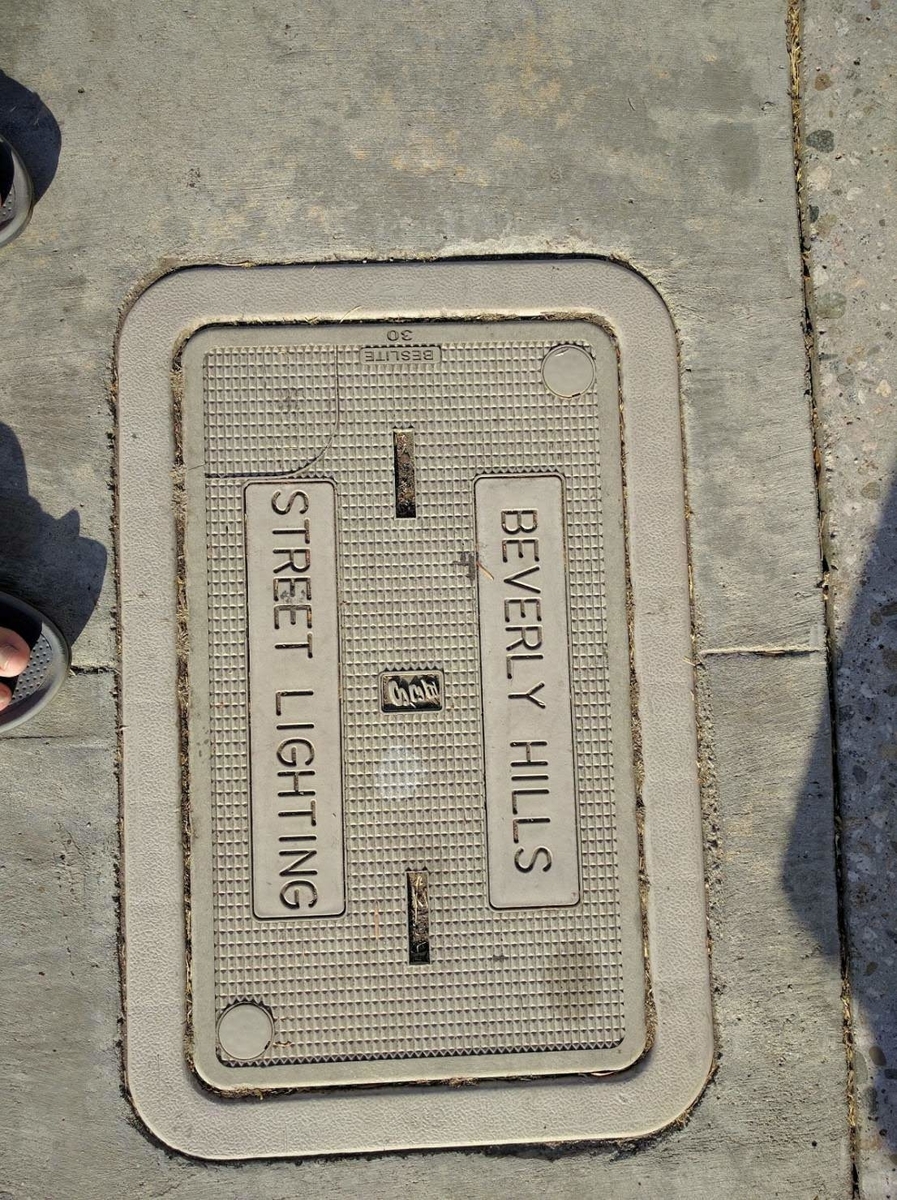 BEVERLY HILLS
STREET LIGHTING
BESLITE
30